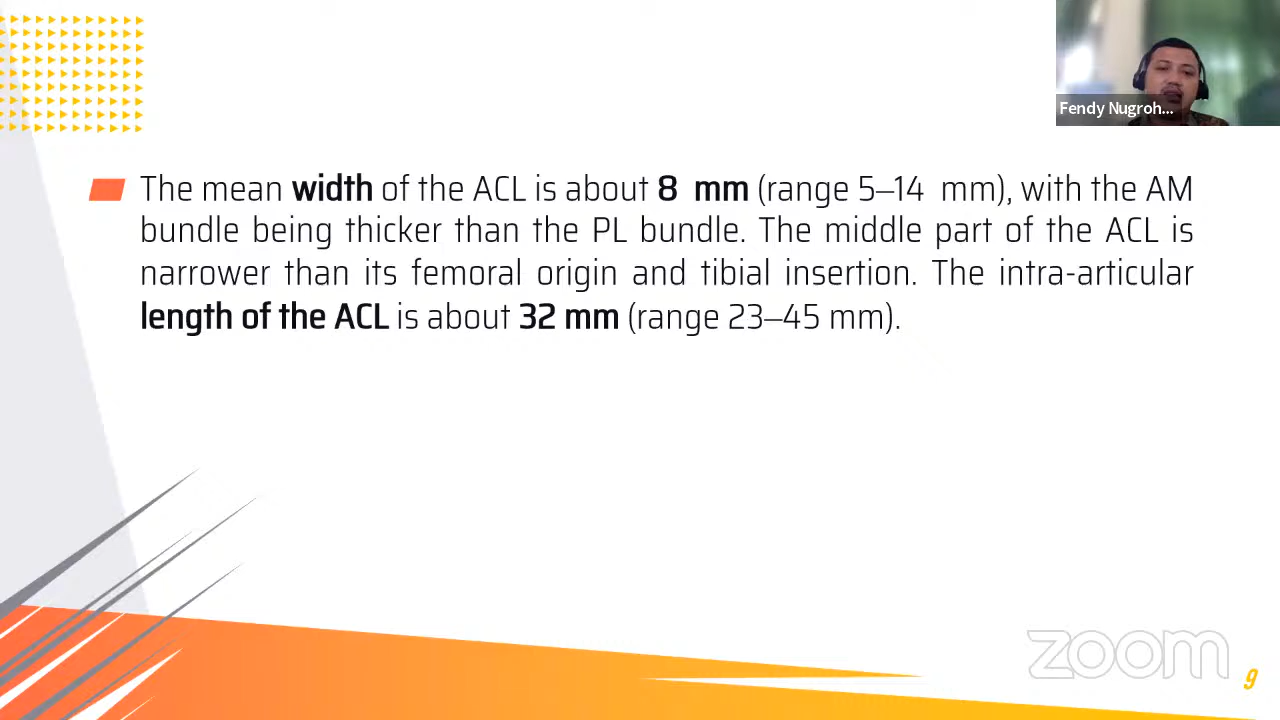 Fendy Nugroh...
The mean width of the ACL is about 8 mm (range 5–14 mm), with the AM
bundle being thicker than the PL bundle. The middle part of the ACL is
narrower than its femoral origin and tibial insertion. The intra-articular
length of the ACL is about 32 mm (range 23–45 mm).
zoom
9